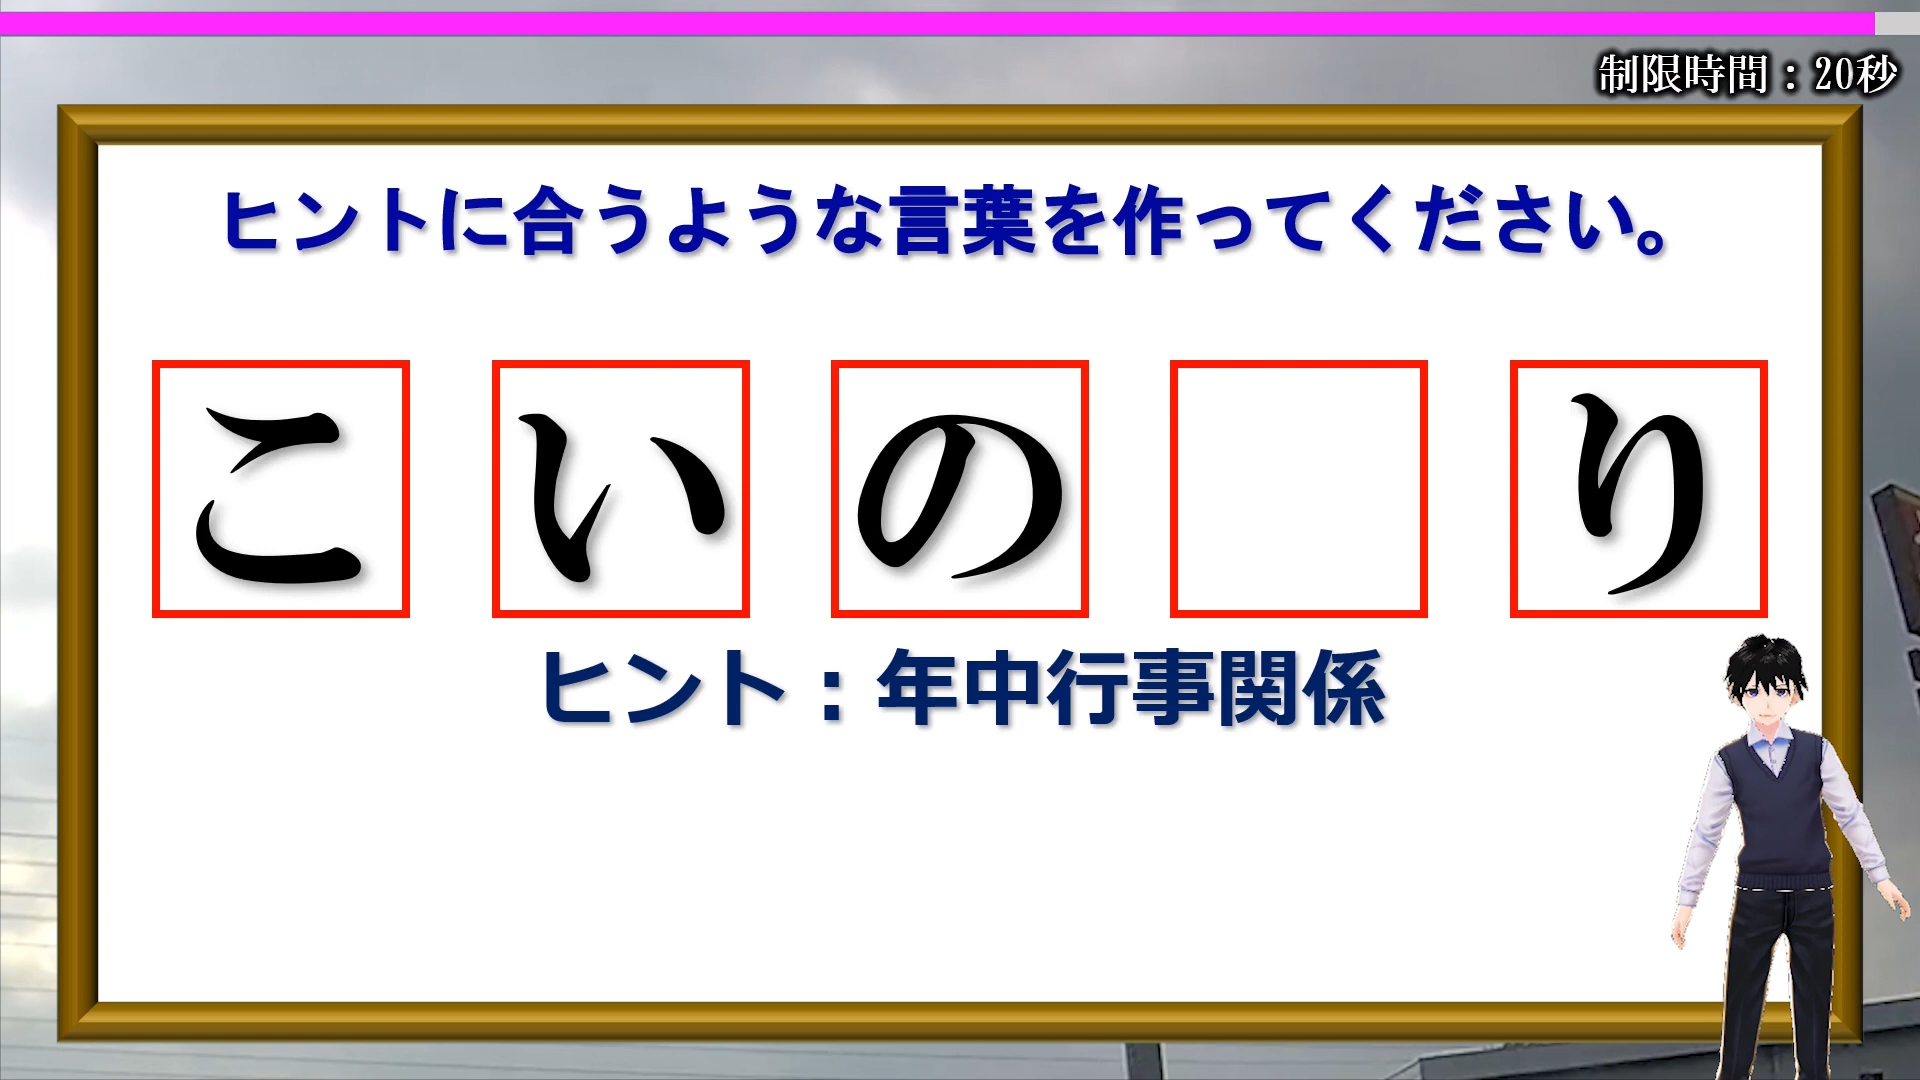 制限時間：20秒
ヒントに合うような言葉を作ってください。
こいの り
ヒント：年中行事関係